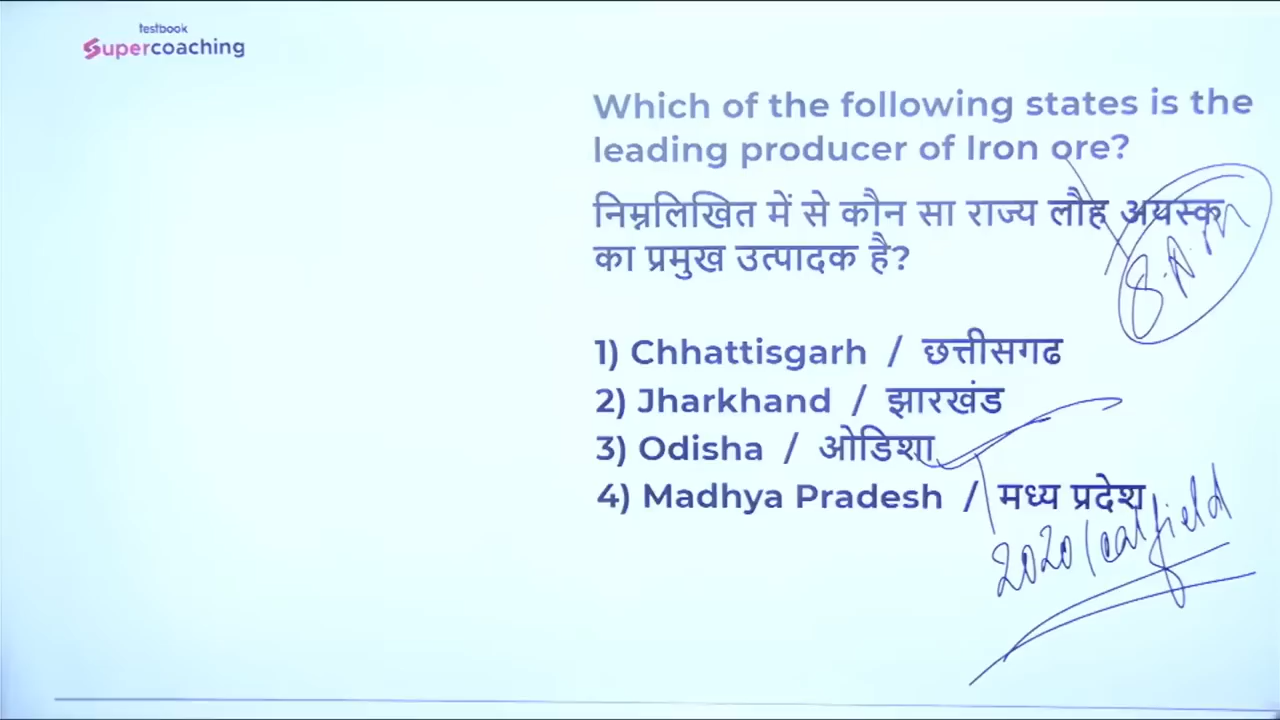 testbook
Supercoaching
Which of the following states is the
leading producer of Iron ore?
निम्नलिखित में से कौन सा राज्य लौह अयस्क
का प्रमुख उत्पादक है?
8.A.M
1) Chhattisgarh / छत्तीसगढ
2) Jharkhand / झारखंड
3) Odisha / ओडिशा
4) Madhya Pradesh / मध्य प्रदेश
2020